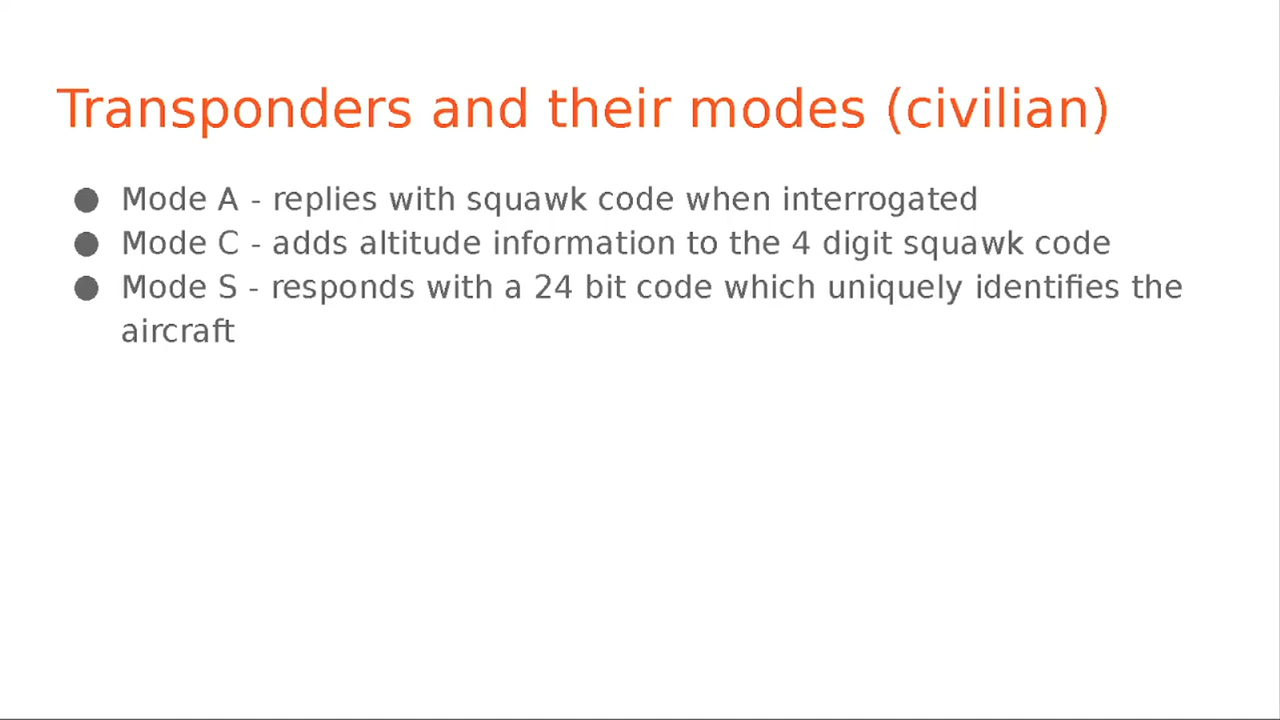 Transponders and their modes (civilian)
● Mode A - replies with squawk code when interrogated
● Mode C - adds altitude information to the 4 digit squawk code
● Mode S - responds with a 24 bit code which uniquely identifies the
aircraft